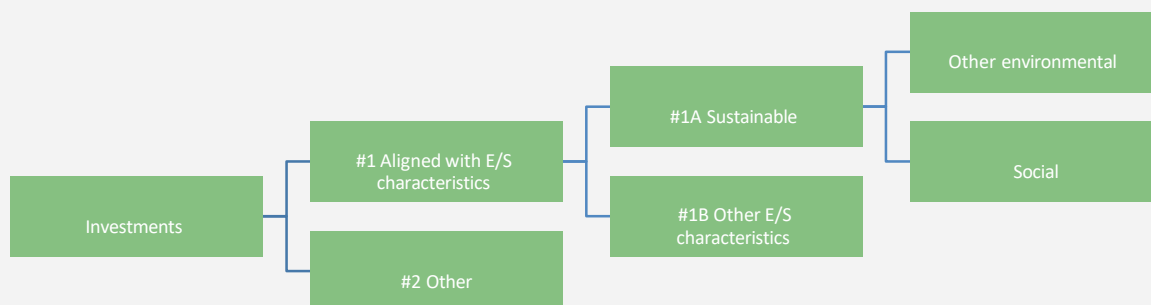 Investments
#1 Aligned with E/S
characteristics
#2 Other
#1A Sustainable
#1B Other E/S
characteristics
Other environmental
Social